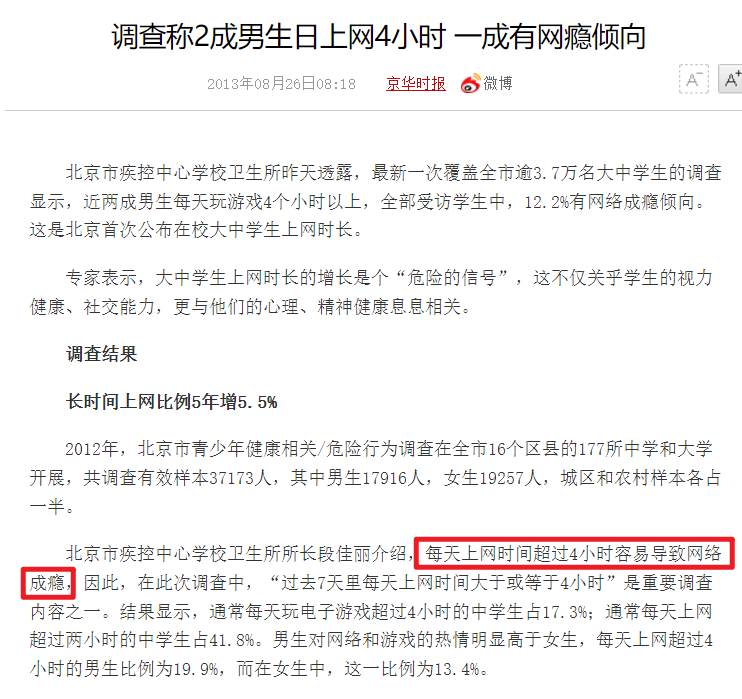 调查称2成男生日上网4小时 一成有网瘾倾向
2013年08月26日08:18 京华时报 微博 A- A+
北京市疾控中心学校卫生所昨天透露，最新一次覆盖全市逾3.7万名大中学生的调查
显示，近两成男生每天玩游戏4个小时以上，全部受访学生中，12.2%有网络成瘾倾向。
这是北京首次公布在校大中学生上网时长。
专家表示，大中学生上网时长的增长是个“危险的信号”，这不仅关乎学生的视力
健康、社交能力，更与他们的心理、精神健康息息相关。
调查结果
长时间上网比例5年增5.5%
2012年，北京市青少年健康相关/危险行为调查在全市16个区县的177所中学和大学
开展，共调查有效样本37173人，其中男生17916人，女生19257人，城区和农村样本各占
一半。
北京市疾控中心学校卫生所所长段佳丽介绍，每天上网时间超过4小时容易导致网络
成瘾，因此，在此次调查中，“过去7天里每天上网时间大于或等于4小时”是重要调查
内容之一。结果显示，通常每天玩电子游戏超过4小时的中学生占17.3%；通常每天上网
超过两小时的中学生占41.8%。男生对网络和游戏的热情明显高于女生，每天上网超过4
小时的男生比例为19.9%，而在女生中，这一比例为13.4%。